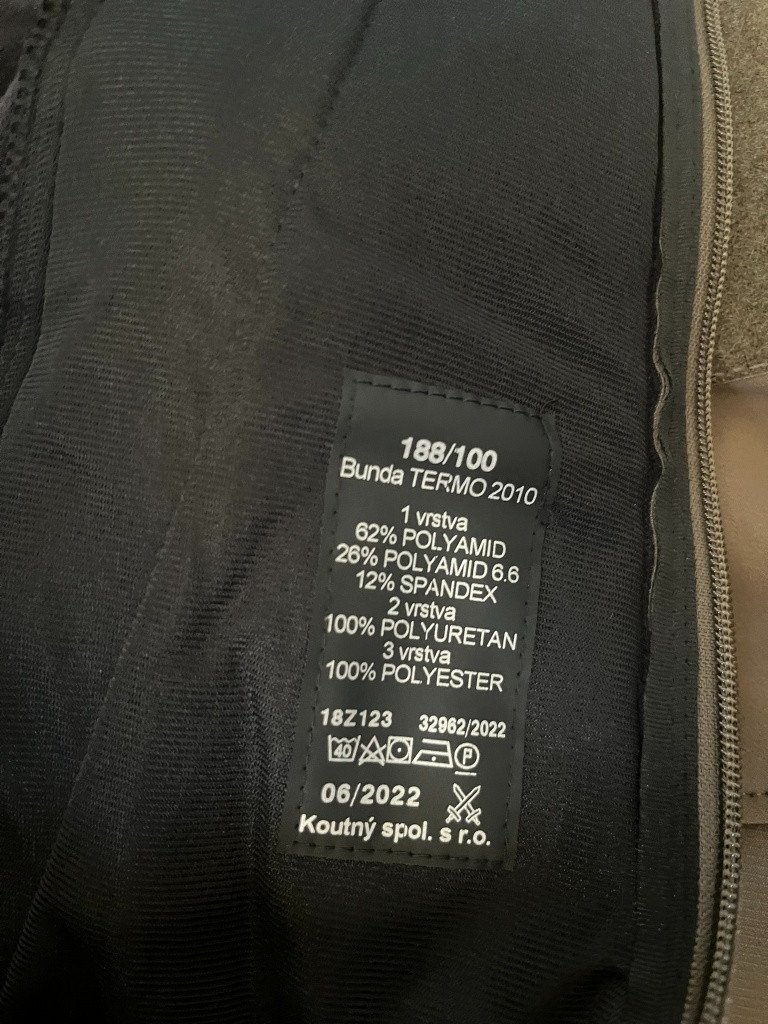 188/100
Bunda TERMO 2010
1 vrstva
62% POLYAMID
26% POLYAMID 6.6
12% SPANDEX
2 vrstva
100% POLYURETAN
3 vrstva
100% POLYESTER
18Z123 32962/2022
40 P
06/2022
Koutný spol. s r.o.